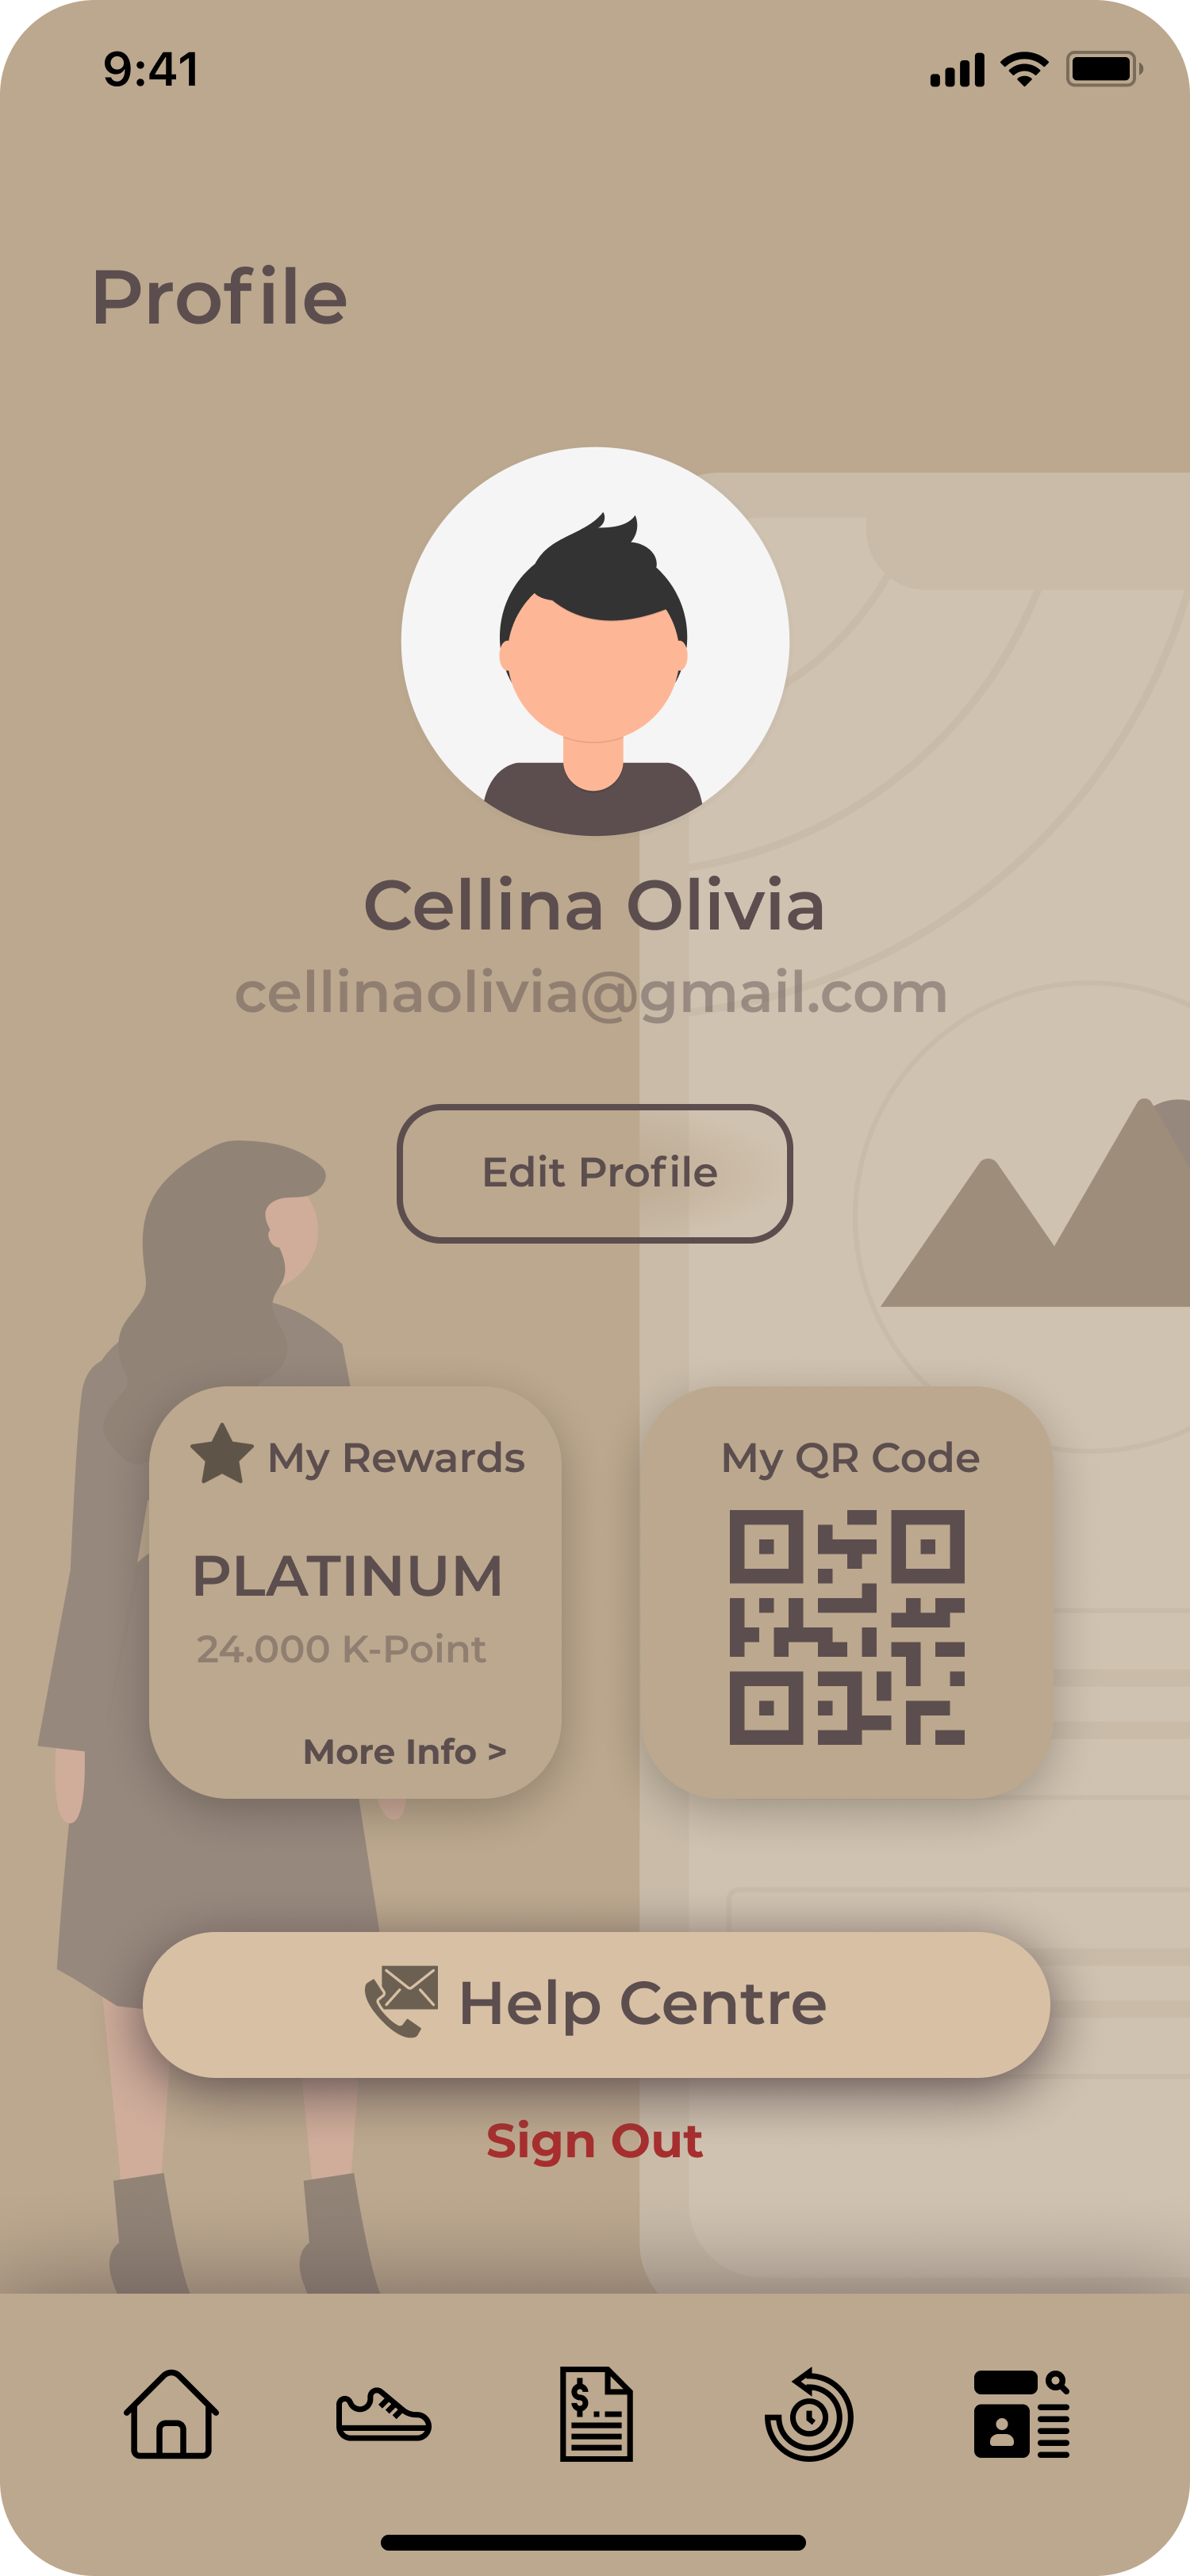 9:41
Profile
Cellina Olivia
cellinaolivia@gmail.com
Edit Profile
My Rewards
PLATINUM
24.000 K-Point
More Info >
My QR Code
Help Centre
Sign Out